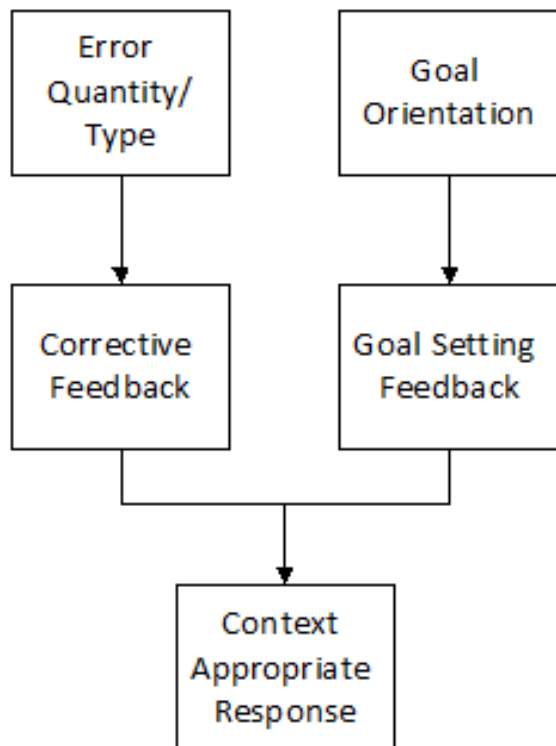 Error
Quantity/
Type
Goal
Orientation
Corrective
Feedback
Goal Setting
Feedback
Context
Appropriate
Response